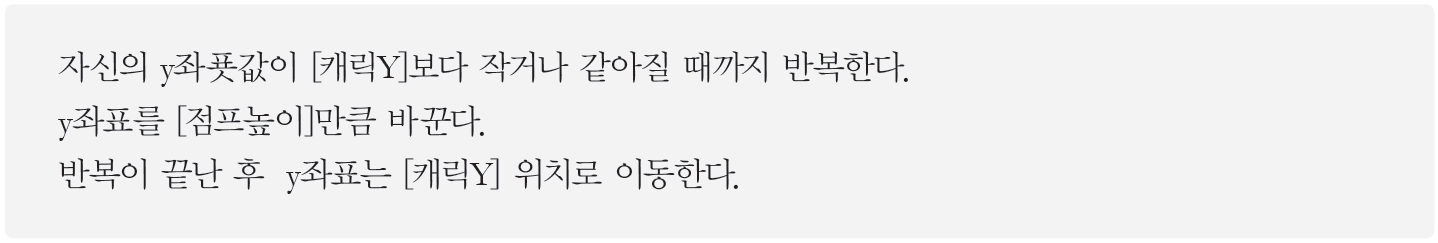 자신의 y좌푯값이 [캐릭Y]보다 작거나 같아질 때까지 반복한다.
y좌표를 [점프높이]만큼 바꾼다.
반복이 끝난 후 y좌표는 [캐릭Y] 위치로 이동한다.